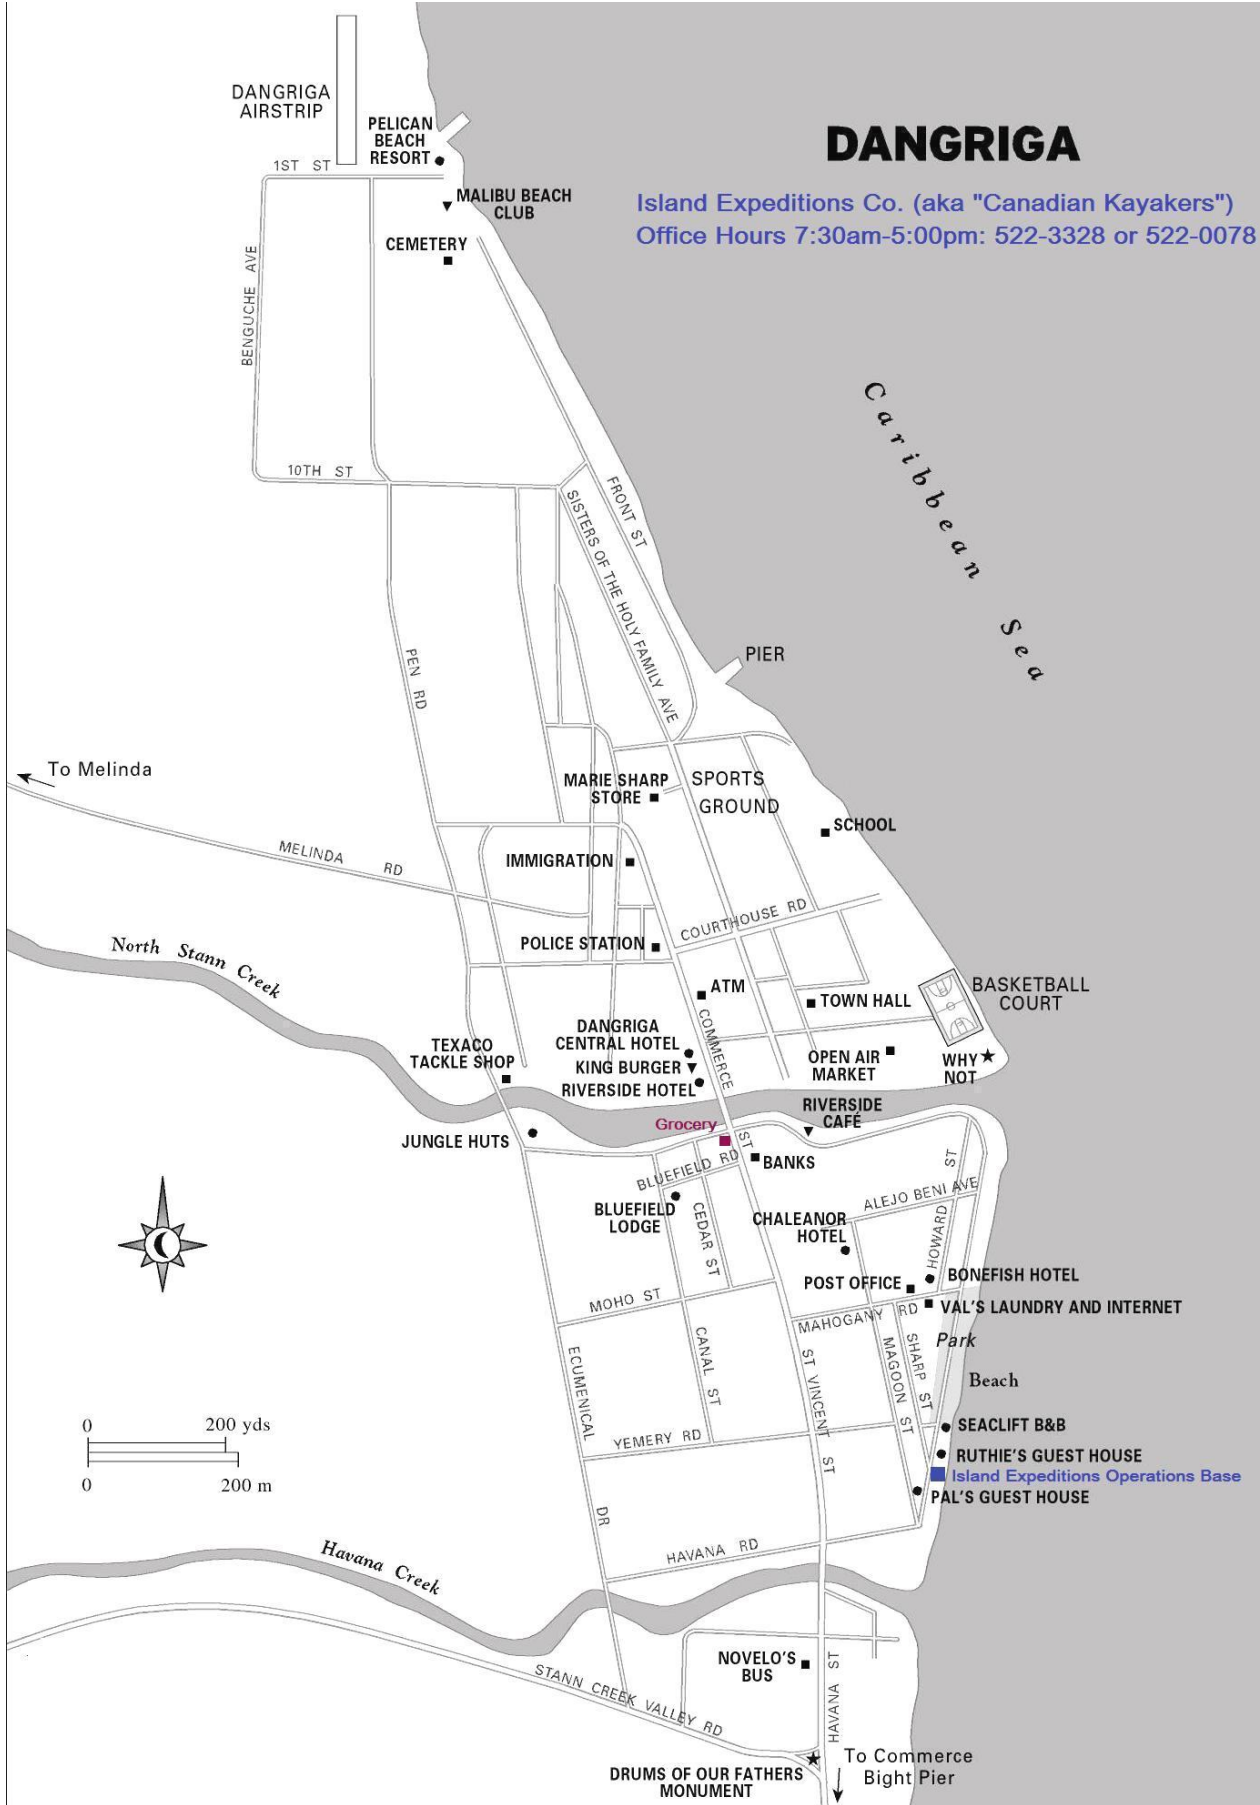 DANGRIGA
AIRSTRIP
PELICAN
BEACH
RESORT
DANGRIGA
1ST ST
MALIBU BEACH
CLUB
Island Expeditions Co. (aka "Canadian Kayakers")
Office Hours 7:30am-5:00pm: 522-3328 or 522-0078
CEMETERY
BENGUCHE AVE
Caribbean Sea
10TH ST
FRONT ST
SISTERS OF THE HOLY FAMILY AVE
PEN RD
PIER
To Melinda
MARIE SHARP
STORE
SPORTS
GROUND
SCHOOL
MELINDA RD
IMMIGRATION
COURTHOUSE RD
POLICE STATION
North Stann Creek
ATM
TOWN HALL
BASKETBALL
COURT
COMMERCE ST
DANGRIGA
CENTRAL HOTEL
KING BURGER
RIVERSIDE HOTEL
TEXACO
TACKLE SHOP
OPEN AIR
MARKET
WHY
NOT
RIVERSIDE
CAFÉ
Grocery
JUNGLE HUTS
BANKS
BLUEFIELD RD
BLUEFIELD
LODGE
CEDAR ST
ALEJO BENI AVE
HOWARD ST
CHALEANOR
HOTEL
POST OFFICE
BONEFISH HOTEL
MOHO ST
MAHOGANY RD
VAL'S LAUNDRY AND INTERNET
Park
Beach
ECUMENICAL DR
CANAL ST
ST VINCENT ST
MAGOON ST
SHARP ST
0 200 yds
0 200 m
YEMERY RD
SEACLIFT B&B
RUTHIE'S GUEST HOUSE
Island Expeditions Operations Base
PAL'S GUEST HOUSE
HAVANA RD
Havana Creek
NOVELO'S
BUS
STANN CREEK VALLEY RD
HAVANA ST
DRUMS OF OUR FATHERS
MONUMENT
To Commerce
Bight Pier